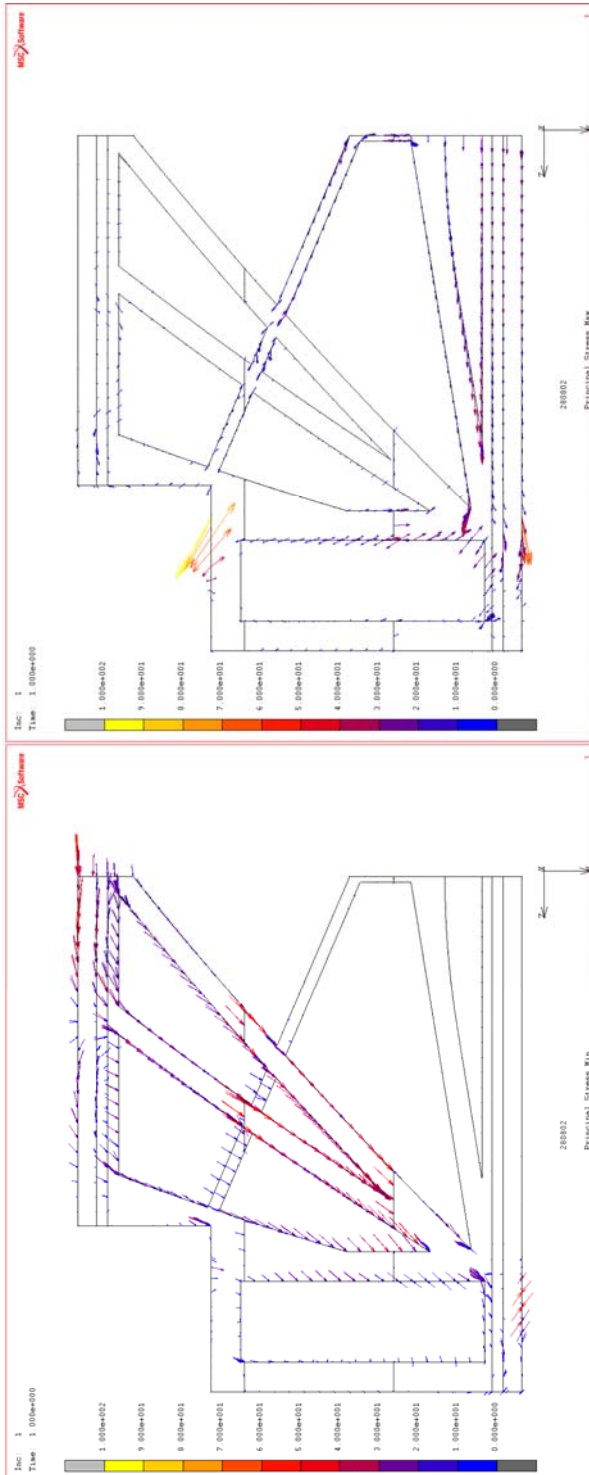 Inc: 1
Time: 1.000e+000
MSC Software
1.000e+002
9.000e+001
8.000e+001
7.000e+001
6.000e+001
5.000e+001
4.000e+001
3.000e+001
2.000e+001
1.000e+001
0.000e+000
Z
200802
Principal Stress Min
1
Inc: 1
Time: 1.000e+000
MSC Software
1.000e+002
9.000e+001
8.000e+001
7.000e+001
6.000e+001
5.000e+001
4.000e+001
3.000e+001
2.000e+001
1.000e+001
0.000e+000
Z
200802
Principal Stress Max
1